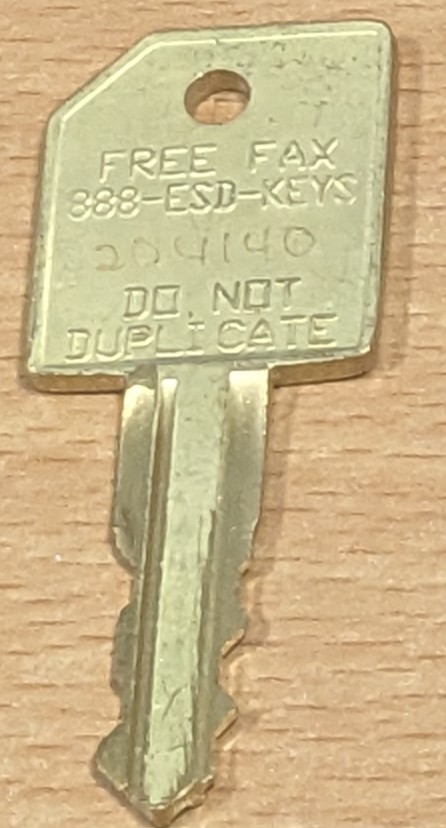 FREE FAX
888-ESD-KEYS
204140
DO NOT
DUPLICATE